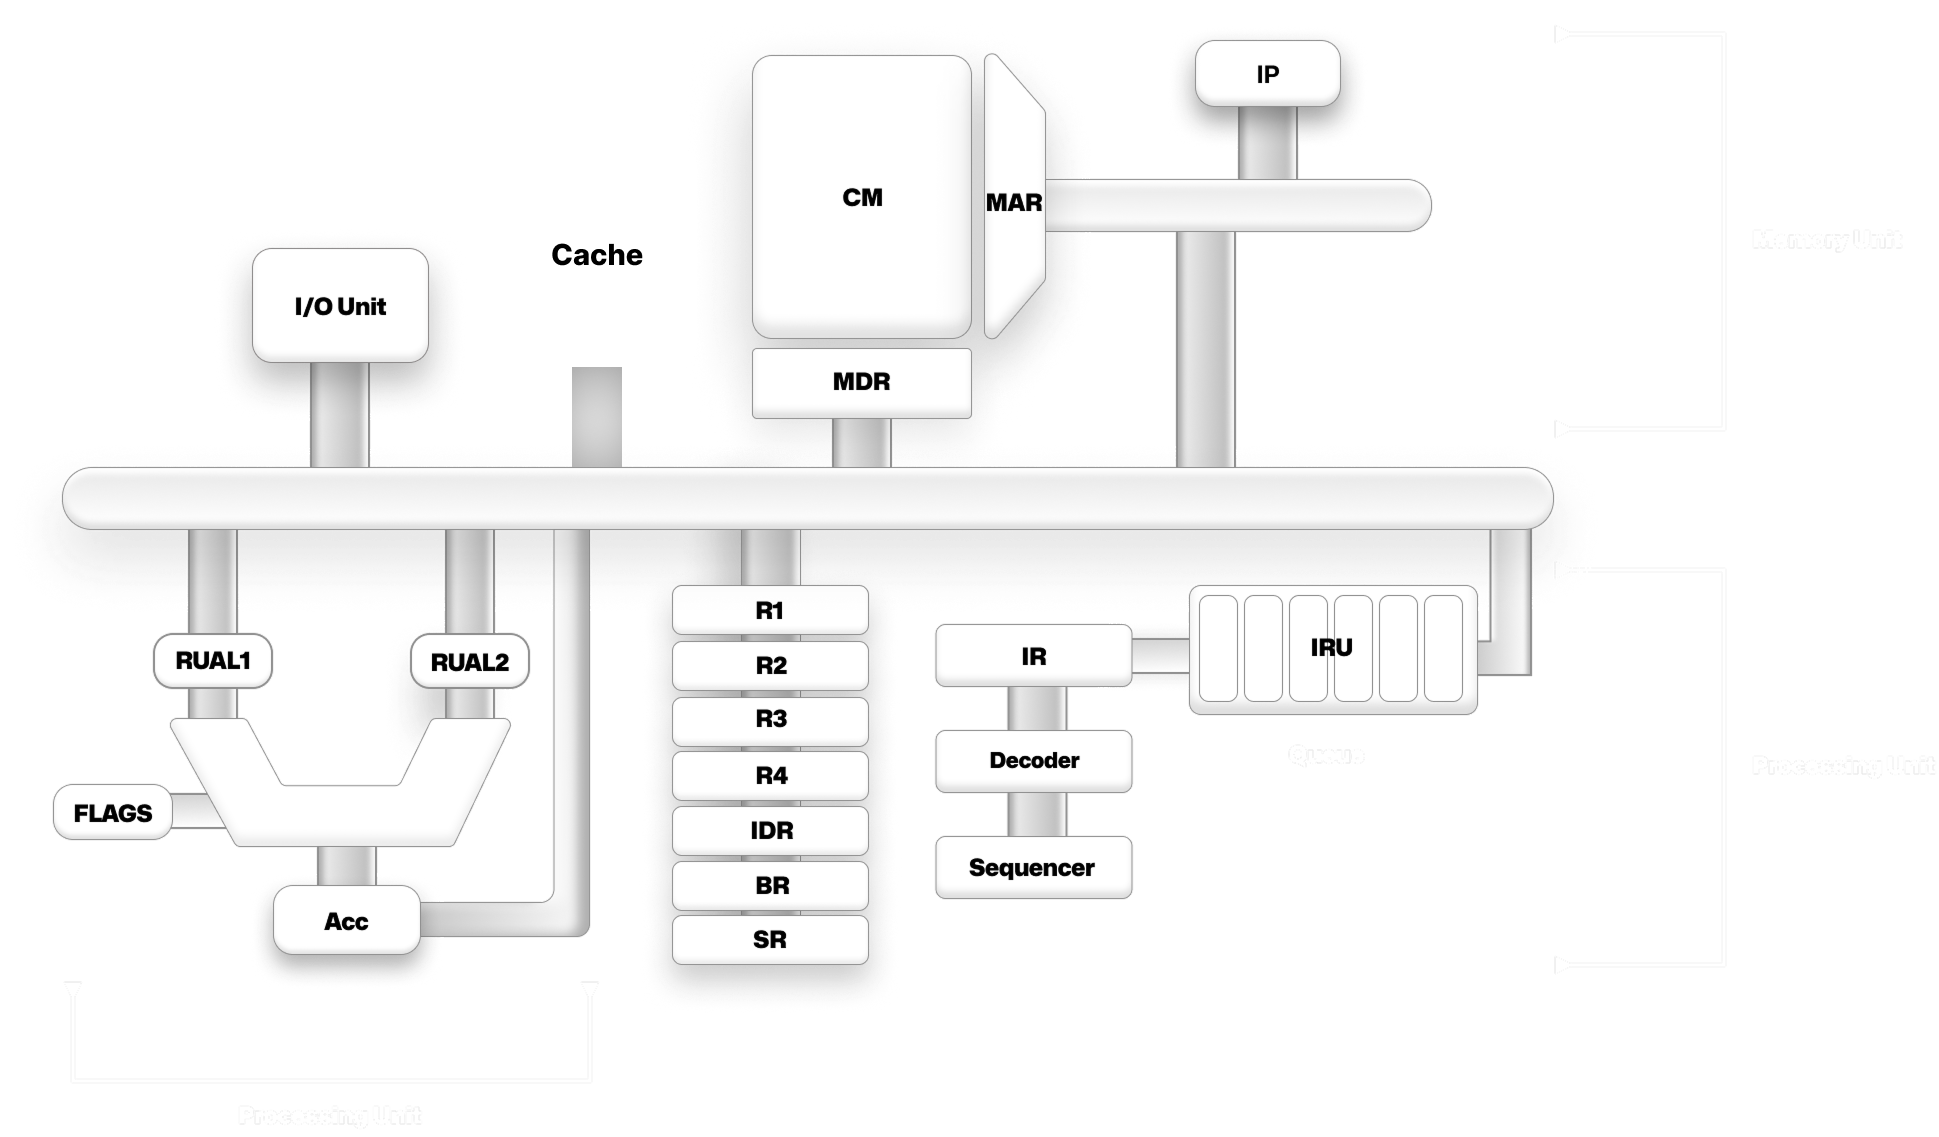 IP
CM
MAR
Memory Unit
Cache
I/O Unit
MDR
R1
IRU
IR
RUAL1
RUAL2
R2
R3
Queue
Decoder
Processing Unit
R4
FLAGS
IDR
Sequencer
BR
Acc
SR
Processing Unit